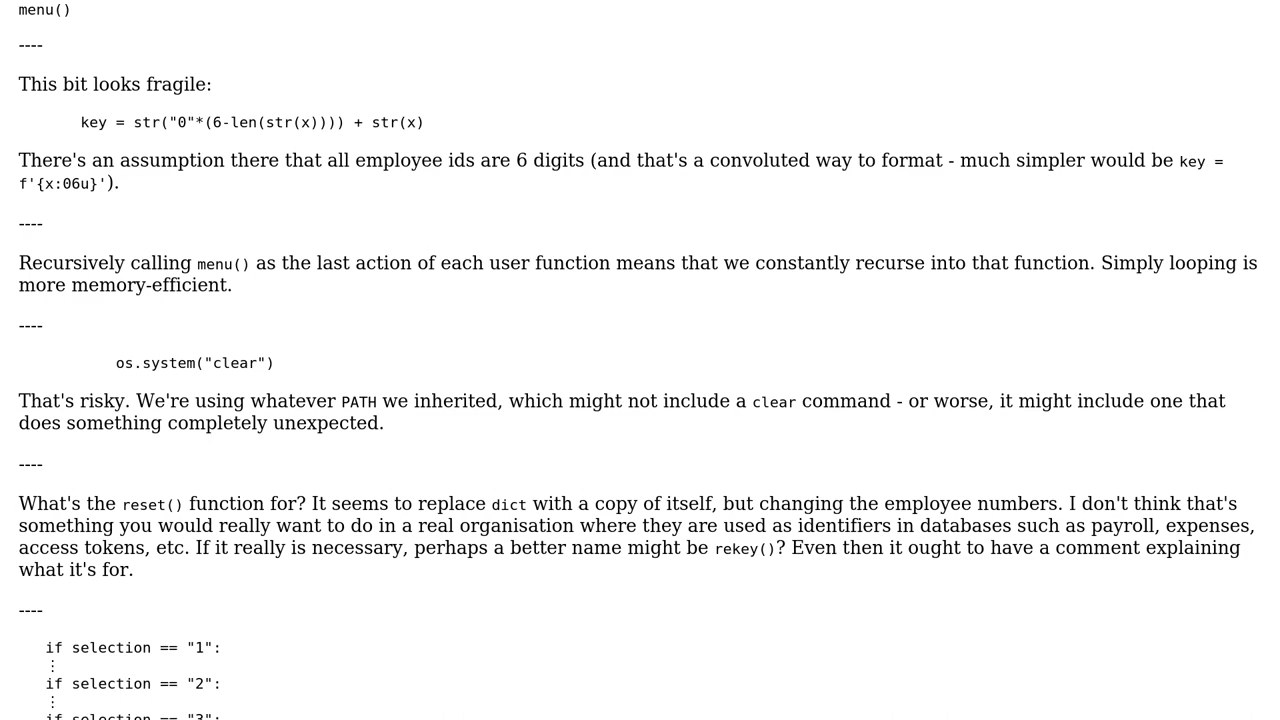 menu()
----
This bit looks fragile:
key = str("0"*(6-len(str(x)))) + str(x)
There's an assumption there that all employee ids are 6 digits (and that's a convoluted way to format - much simpler would be key =
f'{x:06u}').
----
Recursively calling menu() as the last action of each user function means that we constantly recurse into that function. Simply looping is
more memory-efficient.
----
os.system("clear")
That's risky. We're using whatever PATH we inherited, which might not include a clear command - or worse, it might include one that
does something completely unexpected.
----
What's the reset() function for? It seems to replace dict with a copy of itself, but changing the employee numbers. I don't think that's
something you would really want to do in a real organisation where they are used as identifiers in databases such as payroll, expenses,
access tokens, etc. If it really is necessary, perhaps a better name might be rekey()? Even then it ought to have a comment explaining
what it's for.
----
if selection == "1":
⋮
if selection == "2":
⋮
if selection == "3":